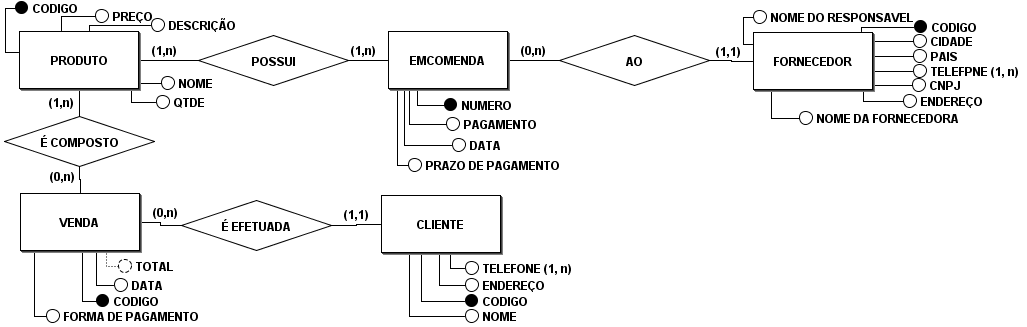 CODIGO
PREÇO
DESCRIÇÃO
PRODUTO
(1,n)
POSSUI
(1,n)
EMCOMENDA
(0,n)
AO
(1,1)
FORNECEDOR
NOME DO RESPONSAVEL
CODIGO
CIDADE
PAIS
TELEFPNE (1, n)
CNPJ
ENDEREÇO
NOME DA FORNECEDORA
NOME
QTDE
(1,n)
NUMERO
PAGAMENTO
DATA
PRAZO DE PAGAMENTO
É COMPOSTO
(0,n)
VENDA
(0,n)
É EFETUADA
(1,1)
CLIENTE
TOTAL
DATA
CODIGO
FORMA DE PAGAMENTO
TELEFONE (1, n)
ENDEREÇO
CODIGO
NOME